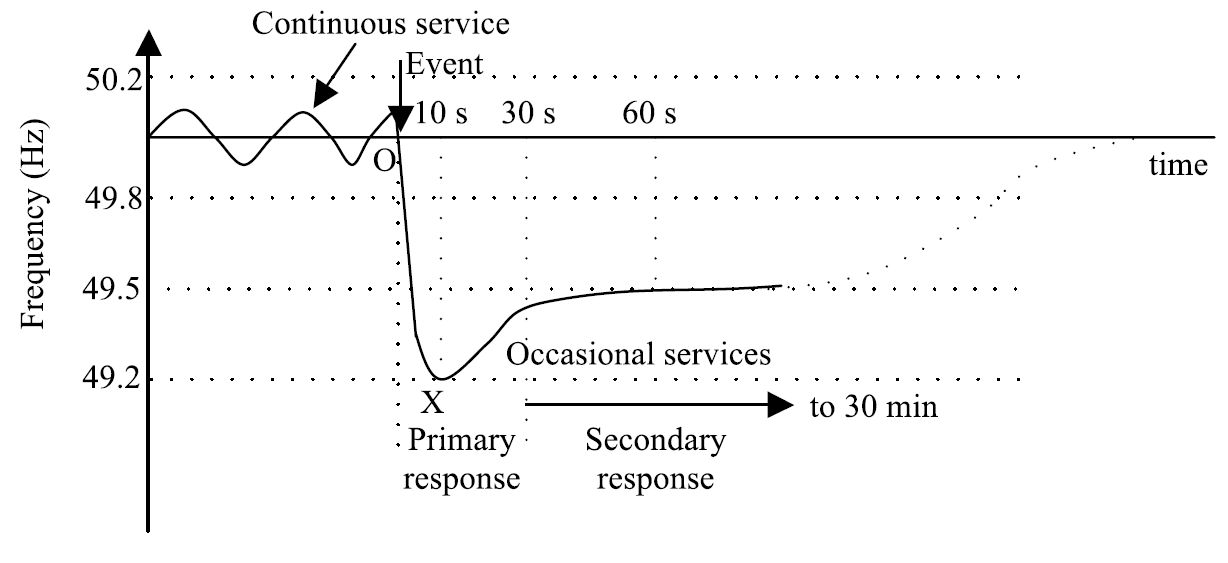 Continuous service
Event
50.2
10 s 30 s 60 s
O
time
49.8
Frequency (Hz)
49.5
Occasional services
49.2
X
to 30 min
Primary
response
Secondary
response